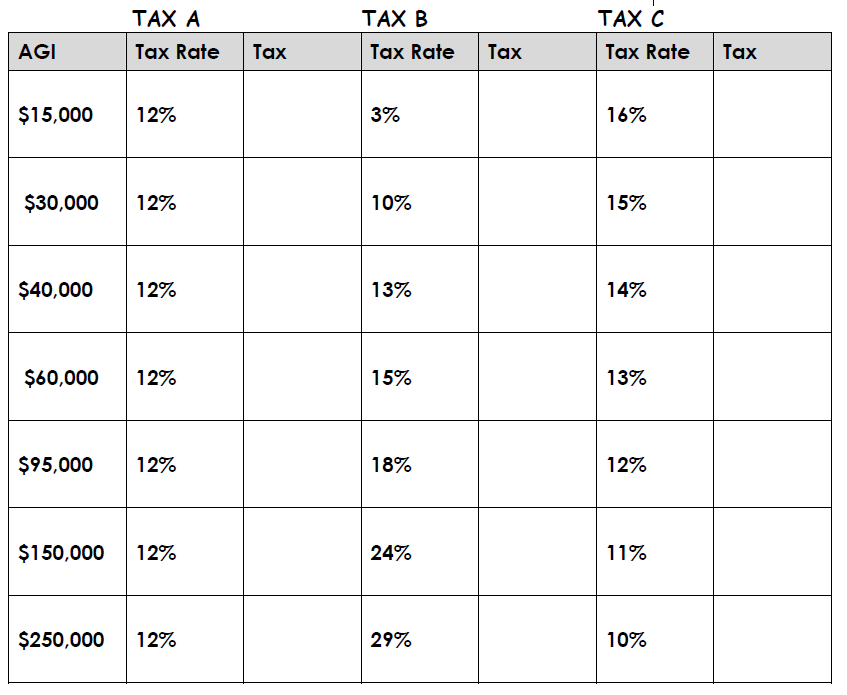 TAX A TAX B TAX C
AGI Tax Rate Tax Tax Rate Tax Tax Rate Tax
$15,000 12% 3% 16%
$30,000 12% 10% 15%
$40,000 12% 13% 14%
$60,000 12% 15% 13%
$95,000 12% 18% 12%
$150,000 12% 24% 11%
$250,000 12% 29% 10%